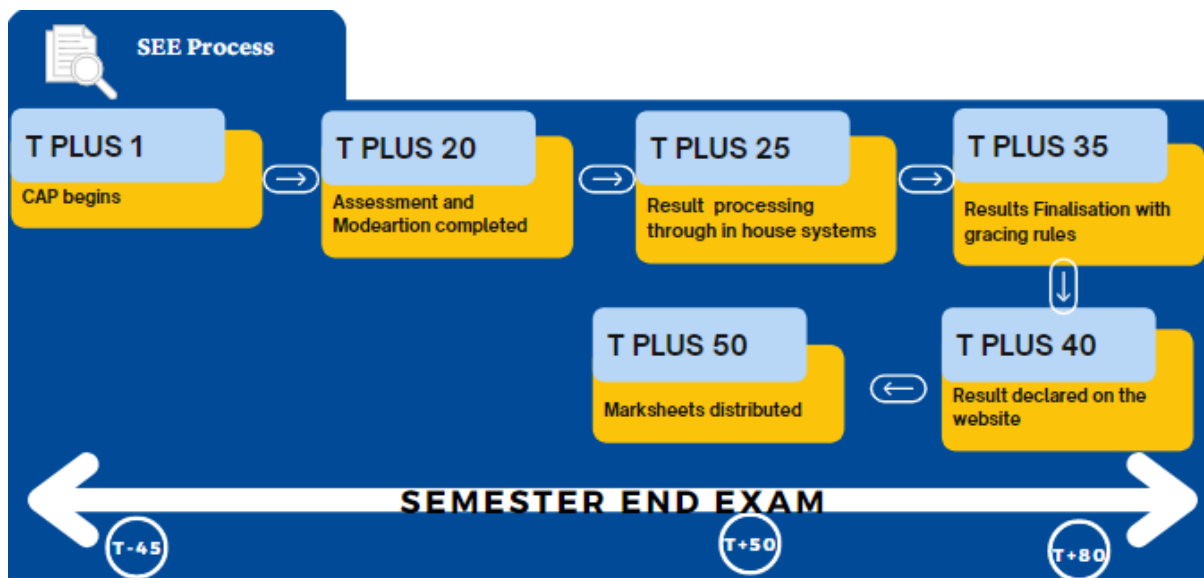 SEE Process
T PLUS 1
CAP begins
T PLUS 20
Assessment and
Modeartion completed
T PLUS 25
Result processing
through in house systems
T PLUS 35
Results Finalisation with
gracing rules
T PLUS 40
Result declared on the
website
T PLUS 50
Marksheets distributed
SEMESTER END EXAM
T-45
T+50
T+80